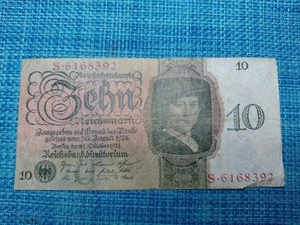 S·6168392
Reichsbanknote
10
Zehn
Reichsmark
10
Ausgegeben auf Grund des Bank-
gesetzes vom 30. August 1924
Berlin, den 11. Oktober 1924
Reichsbankdirektorium
S·6168392
10